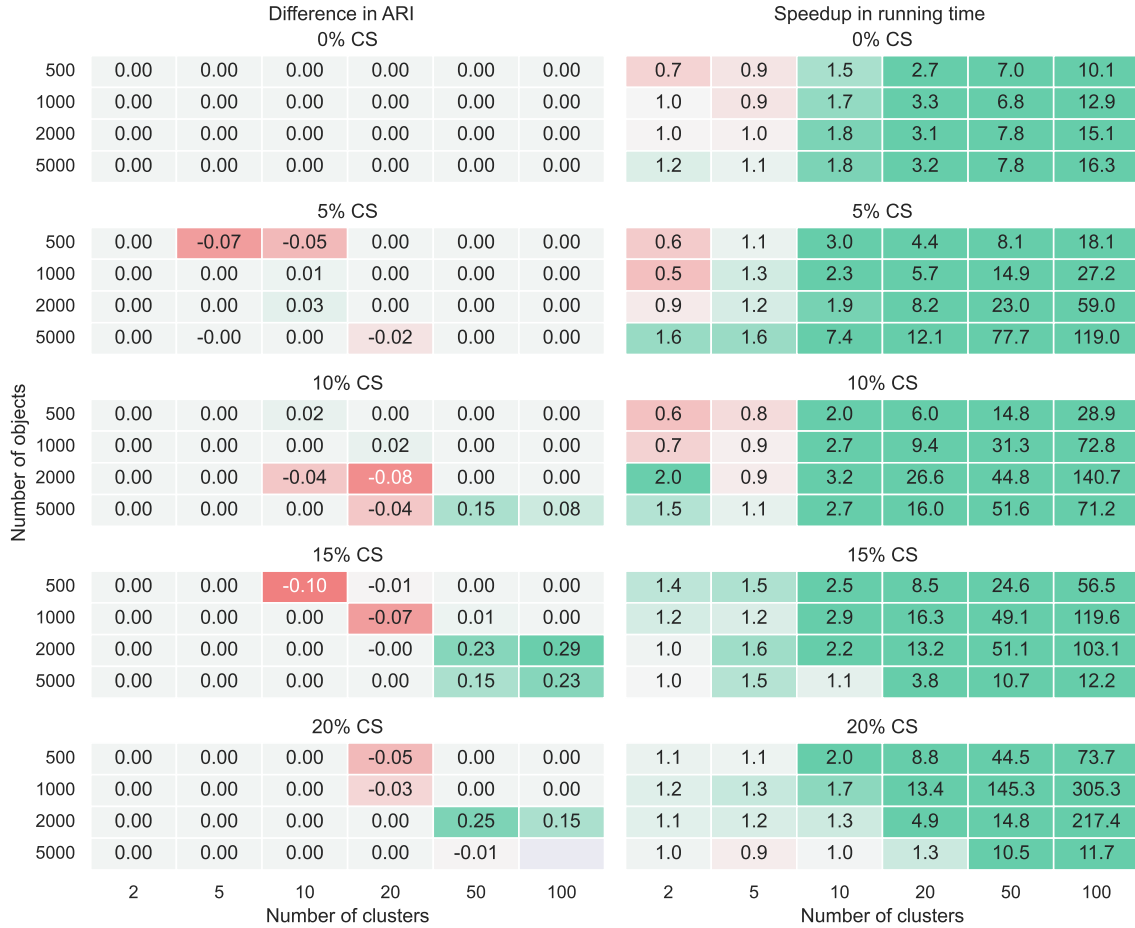 Difference in ARI Speedup in running time
0% CS 0% CS
500 0.00 0.00 0.00 0.00 0.00 0.00 0.7 0.9 1.5 2.7 7.0 10.1
1000 0.00 0.00 0.00 0.00 0.00 0.00 1.0 0.9 1.7 3.3 6.8 12.9
2000 0.00 0.00 0.00 0.00 0.00 0.00 1.0 1.0 1.8 3.1 7.8 15.1
5000 0.00 0.00 0.00 0.00 0.00 0.00 1.2 1.1 1.8 3.2 7.8 16.3
5% CS 5% CS
500 0.00 -0.07 -0.05 0.00 0.00 0.00 0.6 1.1 3.0 4.4 8.1 18.1
1000 0.00 0.00 0.01 0.00 0.00 0.00 0.5 1.3 2.3 5.7 14.9 27.2
2000 0.00 0.00 0.03 0.00 0.00 0.00 0.9 1.2 1.9 8.2 23.0 59.0
5000 0.00 -0.00 0.00 -0.02 0.00 0.00 1.6 1.6 7.4 12.1 77.7 119.0
Number of objects
10% CS 10% CS
500 0.00 0.00 0.02 0.00 0.00 0.00 0.6 0.8 2.0 6.0 14.8 28.9
1000 0.00 0.00 0.00 0.02 0.00 0.00 0.7 0.9 2.7 9.4 31.3 72.8
2000 0.00 0.00 -0.04 -0.08 0.00 0.00 2.0 0.9 3.2 26.6 44.8 140.7
5000 0.00 0.00 0.00 -0.04 0.15 0.08 1.5 1.1 2.7 16.0 51.6 71.2
15% CS 15% CS
500 0.00 0.00 -0.10 -0.01 0.00 0.00 1.4 1.5 2.5 8.5 24.6 56.5
1000 0.00 0.00 0.00 -0.07 0.01 0.00 1.2 1.2 2.9 16.3 49.1 119.6
2000 0.00 0.00 0.00 -0.00 0.23 0.29 1.0 1.6 2.2 13.2 51.1 103.1
5000 0.00 0.00 0.00 0.00 0.15 0.23 1.0 1.5 1.1 3.8 10.7 12.2
20% CS 20% CS
500 0.00 0.00 0.00 -0.05 0.00 0.00 1.1 1.1 2.0 8.8 44.5 73.7
1000 0.00 0.00 0.00 -0.03 0.00 0.00 1.2 1.3 1.7 13.4 145.3 305.3
2000 0.00 0.00 0.00 0.00 0.25 0.15 1.1 1.2 1.3 4.9 14.8 217.4
5000 0.00 0.00 0.00 0.00 -0.01 1.0 0.9 1.0 1.3 10.5 11.7
2 5 10 20 50 100 2 5 10 20 50 100
Number of clusters Number of clusters